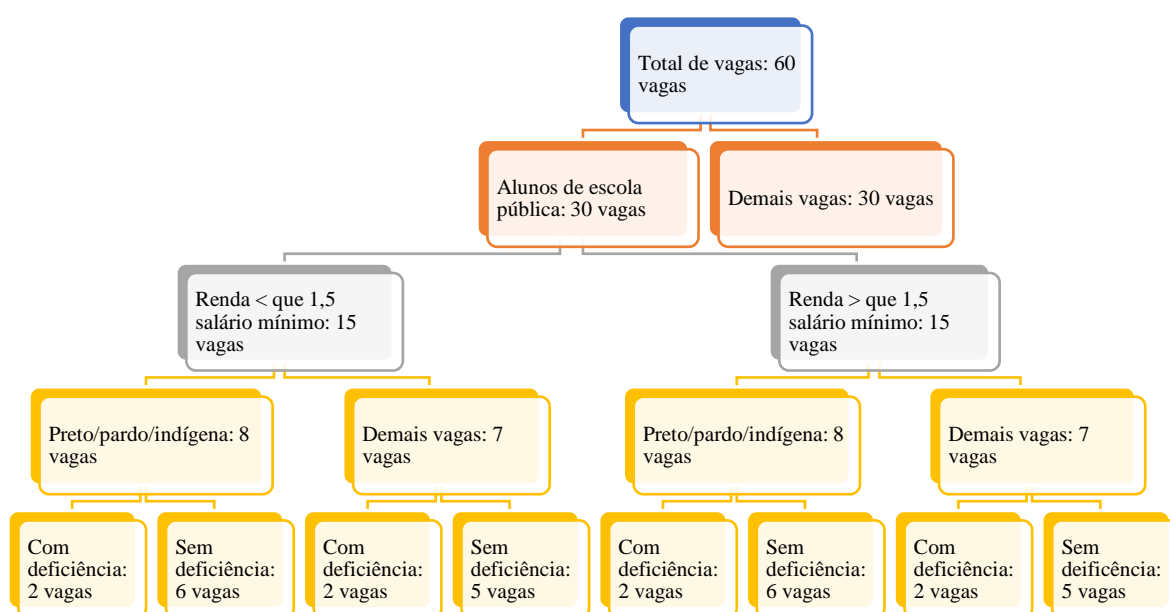 Total de vagas: 60
vagas
Alunos de escola
pública: 30 vagas
Demais vagas: 30 vagas
Renda < que 1,5
salário mínimo: 15
vagas
Renda > que 1,5
salário mínimo: 15
vagas
Preto/pardo/indígena: 8
vagas
Demais vagas: 7
vagas
Preto/pardo/indígena: 8
vagas
Demais vagas: 7
vagas
Com
deficiência:
2 vagas
Sem
deficiência:
6 vagas
Com
deficiência:
2 vagas
Sem
deficiência:
5 vagas
Com
deficiência:
2 vagas
Sem
deficiência:
6 vagas
Com
deficiência:
2 vagas
Sem
deificência:
5 vagas